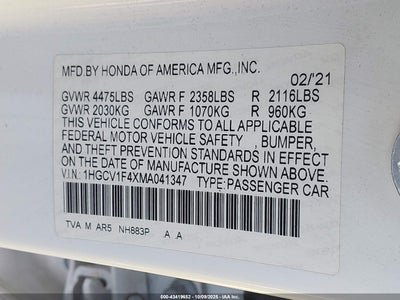 MFD.BY HONDA OF AMERICA MFG.,INC.
02/'21
GVWR 4475LBS GAWR F 2358LBS R 2116LBS
GVWR 2030KG GAWR F 1070KG R 960KG
THIS VEHICLE CONFORMS TO ALL APPLICABLE
FEDERAL MOTOR VEHICLE SAFETY , BUMPER,
AND THEFT PREVENTION STANDARDS IN EFFECT
ON THE DATE OF MANUFACTURE SHOWN ABOVE.
V.I.N: 1HGCV1F4XMA041347 TYPE:PASSENGER CAR
TVA M AR5 NH883P A A
000-43419652 | 10/09/2025 - IAAI.COM